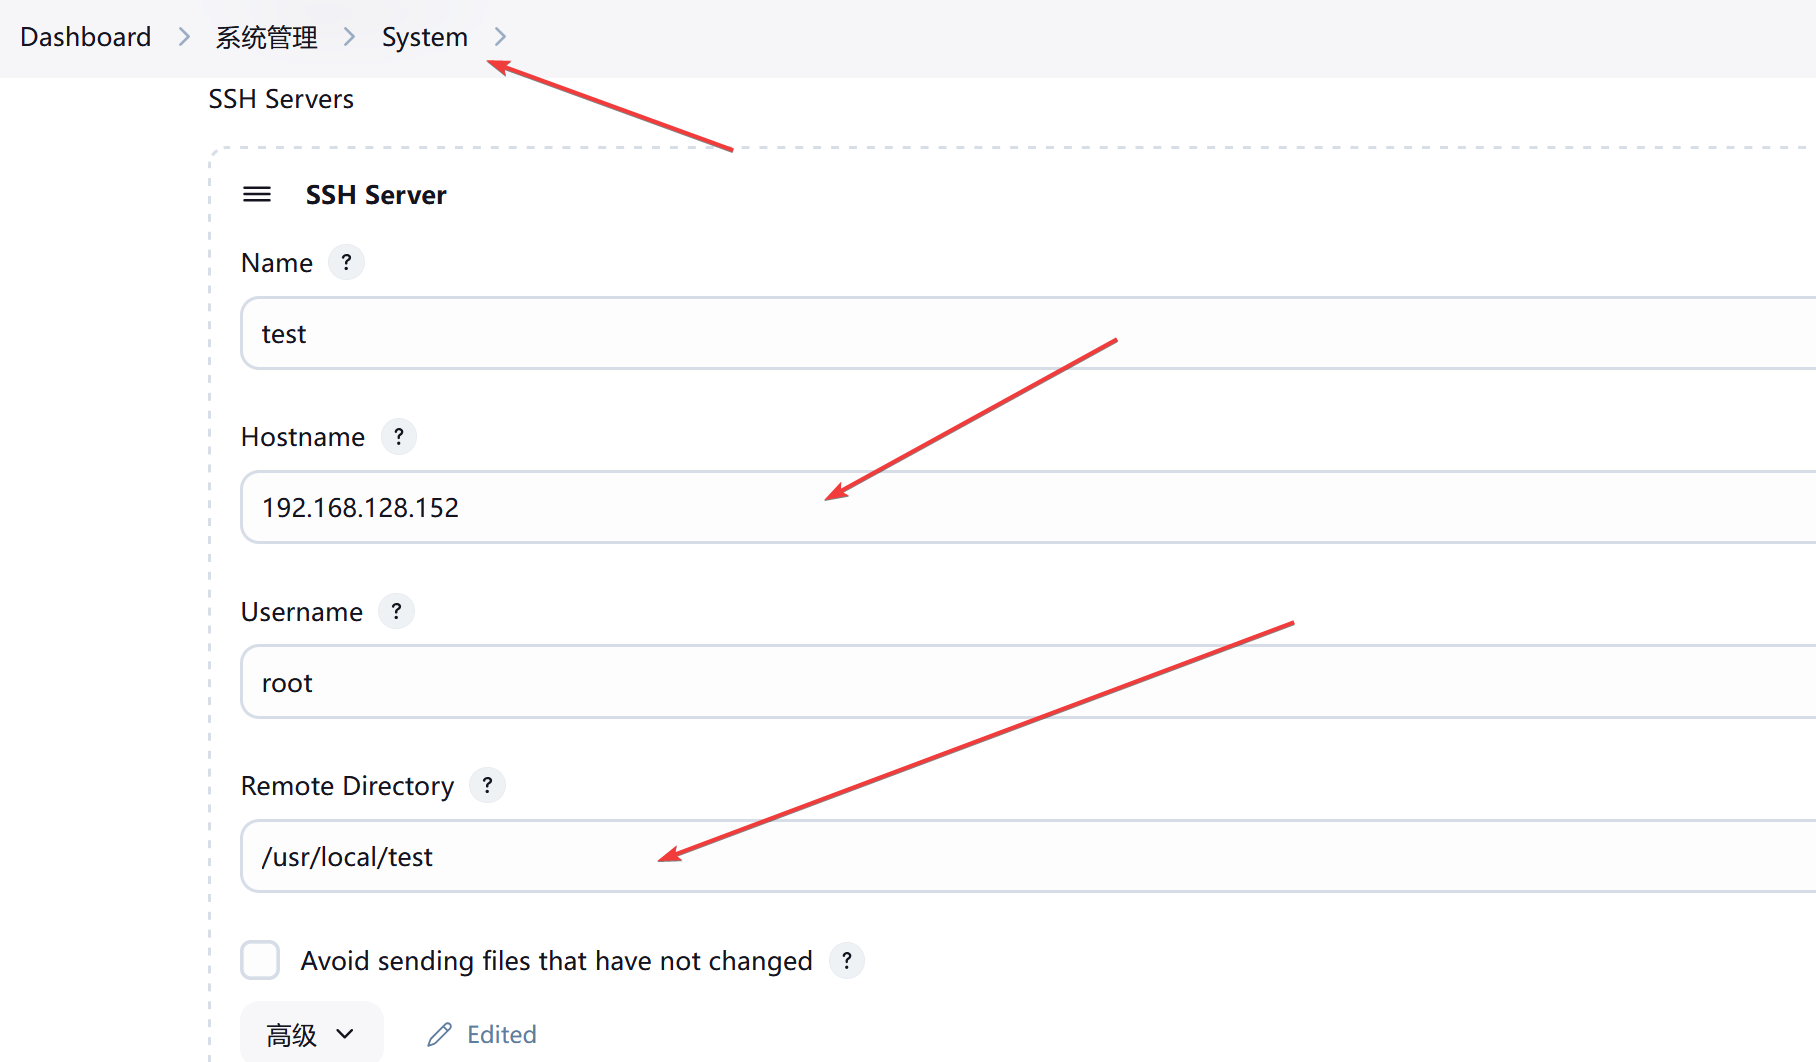 Dashboard > 系统管理 > System >
SSH Servers
SSH Server
Name ?
test
Hostname ?
192.168.128.152
Username ?
root
Remote Directory ?
/usr/local/test
Avoid sending files that have not changed ?
高级 Edited